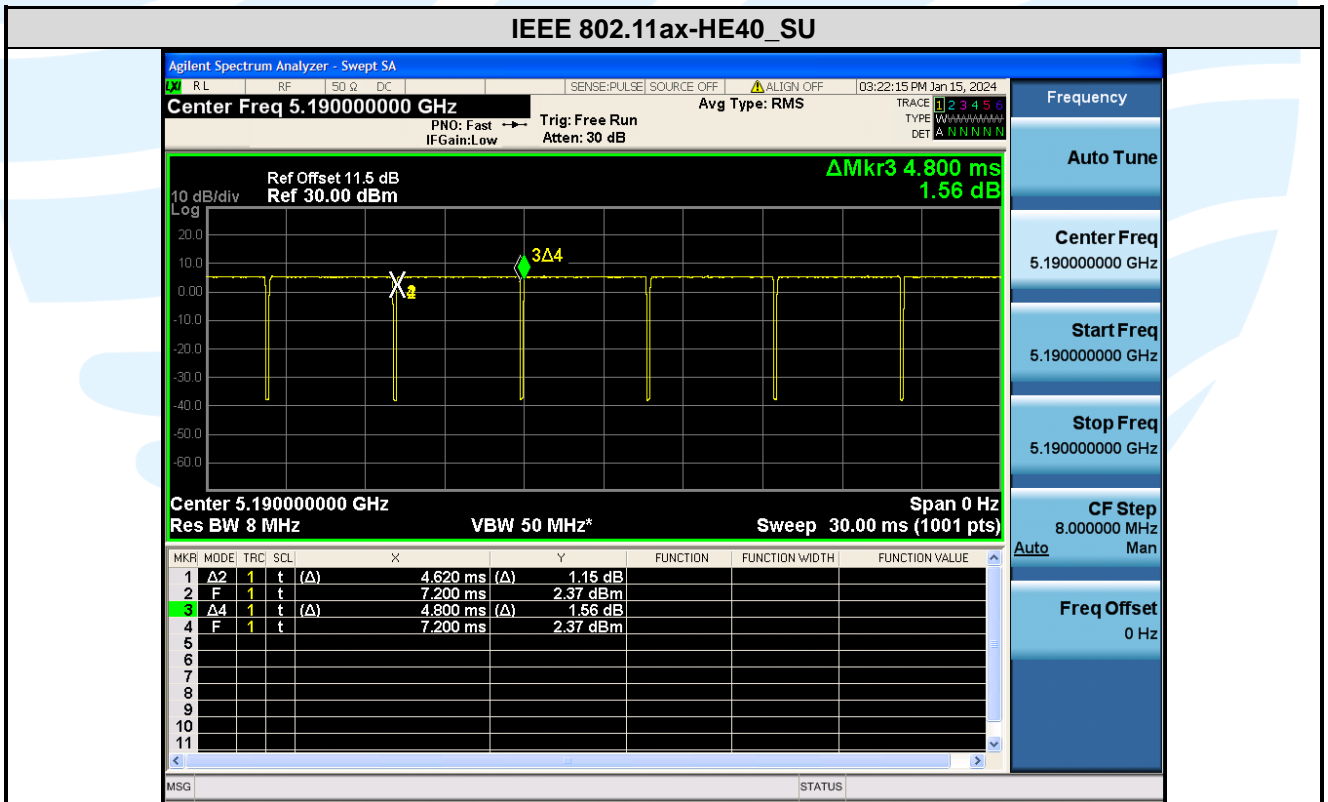 IEEE 802.11ax-HE40_SU
Agilent Spectrum Analyzer - Swept SA
LXI RL RF 50 Ω DC SENSE:PULSE SOURCE OFF ALIGN OFF 03:22:15 PM Jan 15, 2024
Center Freq 5.190000000 GHz
PNO: Fast
IFGain:Low
Trig: Free Run
Atten: 30 dB
Avg Type: RMS
TRACE 1 2 3 4 5 6
TYPE
DET A N N N N N
ΔMkr3 4.800 ms
1.56 dB
Ref Offset 11.5 dB
10 dB/div Ref 30.00 dBm
Log
20.0
10.0
0.00
-10.0
-20.0
-30.0
-40.0
-50.0
-60.0
3Δ4
Center 5.190000000 GHz Span 0 Hz
Res BW 8 MHz VBW 50 MHz* Sweep 30.00 ms (1001 pts)
MKR MODE TRC SCL X Y FUNCTION FUNCTION WIDTH FUNCTION VALUE
1 Δ2 1 t (Δ) 4.620 ms (Δ) 1.15 dB
2 F 1 t 7.200 ms 2.37 dBm
3 Δ4 1 t (Δ) 4.800 ms (Δ) 1.56 dB
4 F 1 t 7.200 ms 2.37 dBm
5
6
7
8
9
10
11
MSG STATUS
Frequency
Auto Tune
Center Freq
5.190000000 GHz
Start Freq
5.190000000 GHz
Stop Freq
5.190000000 GHz
CF Step
8.000000 MHz
Auto Man
Freq Offset
0 Hz